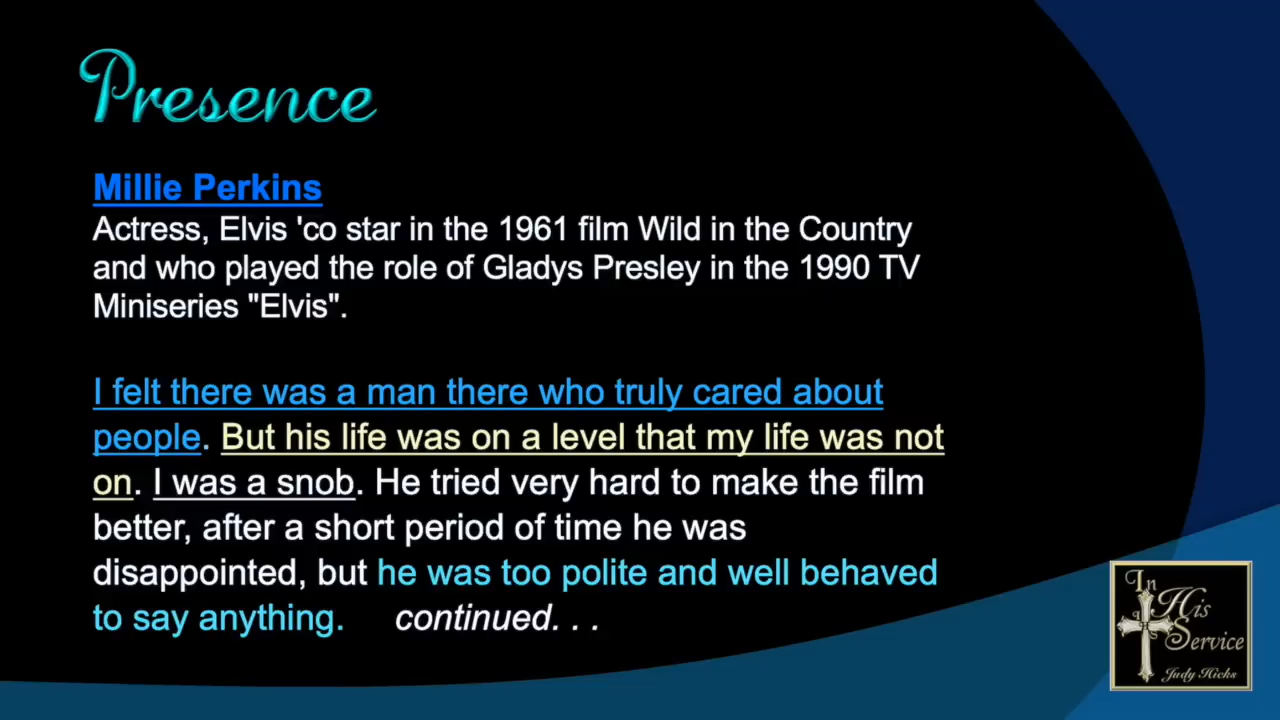 Presence
Millie Perkins
Actress, Elvis 'co star in the 1961 film Wild in the Country
and who played the role of Gladys Presley in the 1990 TV
Miniseries "Elvis".
I felt there was a man there who truly cared about
people. But his life was on a level that my life was not
on. I was a snob. He tried very hard to make the film
better, after a short period of time he was
disappointed, but he was too polite and well behaved
to say anything. continued. . .
In
His
Service
Judy Hicks